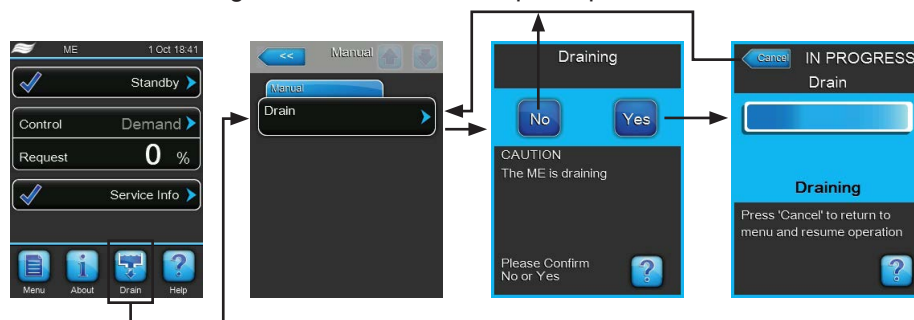 ME 1 Oct 18:41
Standby
Control Demand
Request 0 %
Service Info
Menu About Drain Help
<< Manual
Manual
Drain
Draining
No Yes
CAUTION
The ME is draining
Please Confirm
No or Yes
?
Cancel IN PROGRESS
Drain
Draining
Press 'Cancel' to return to
menu and resume operation
?